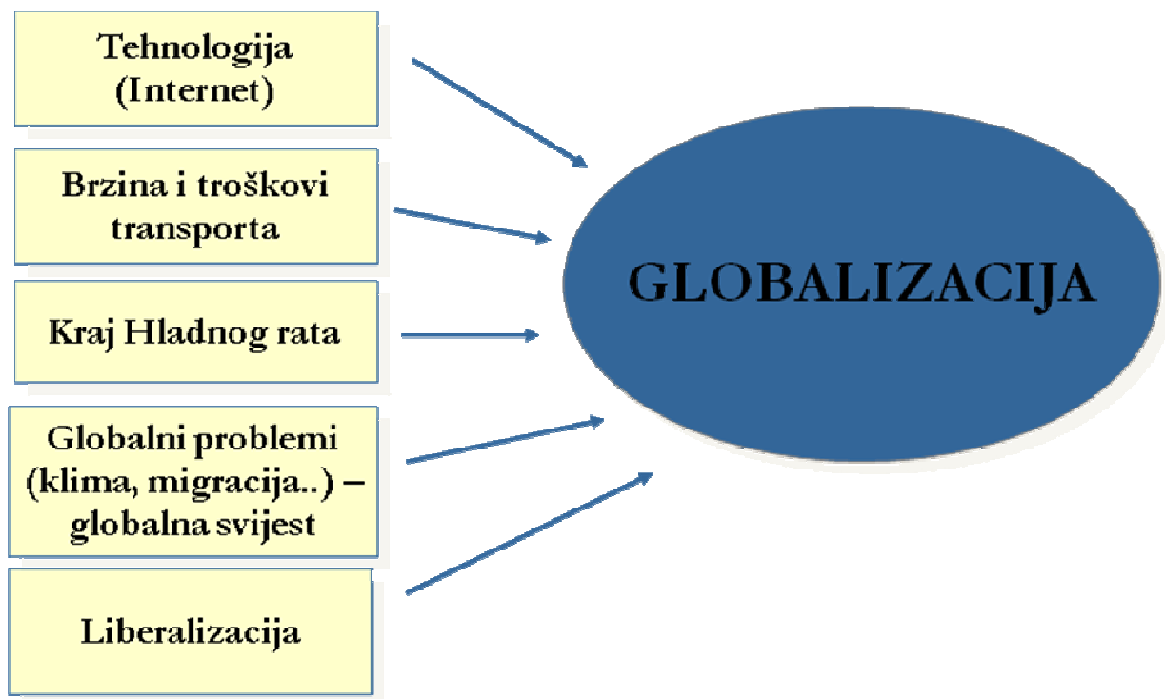 Tehnologija
(Internet)
Brzina i troškovi
transporta
Kraj Hladnog rata
Globalni problemi
(klima, migracija..) –
globalna svijest
Liberalizacija
GLOBALIZACIJA